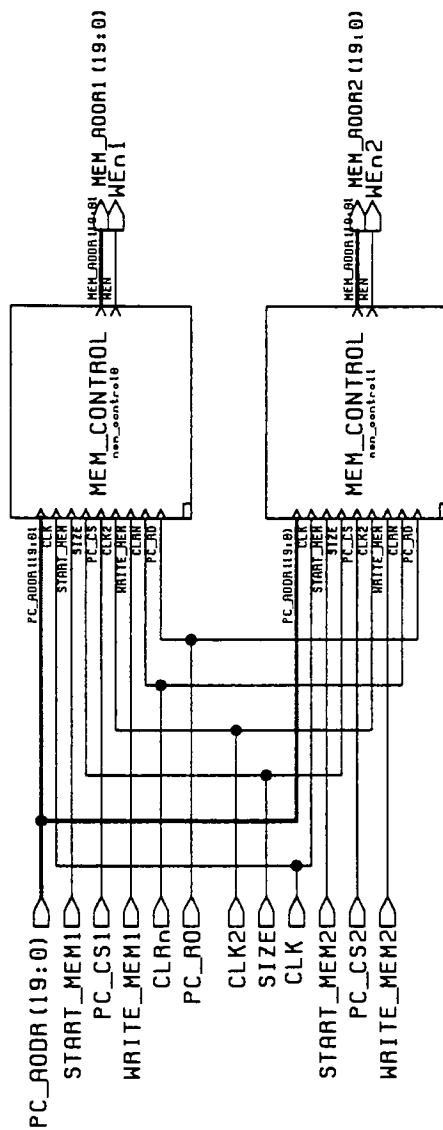 PC_ADDR(19:0)
START_MEM1
PC_CS1
WRITE_MEM1
CLRn
PC_RD
CLK2
SIZE
CLK
START_MEM2
PC_CS2
WRITE_MEM2
PC_ADDR(19:0)
CLK
START_MEM
SIZE
PC_CS
CLK2
WRITE_MEM
CLRN
PC_RD
MEM_CONTROL
mem_control0
MEM_ADDR(19:0)
WEN
MEM_ADDR1(19:0)
WEn1
PC_ADDR(19:0)
CLK
START_MEM
SIZE
PC_CS
CLK2
WRITE_MEM
CLRN
PC_RD
MEM_CONTROL
mem_control1
MEM_ADDR(19:0)
WEN
MEM_ADDR2(19:0)
WEn2